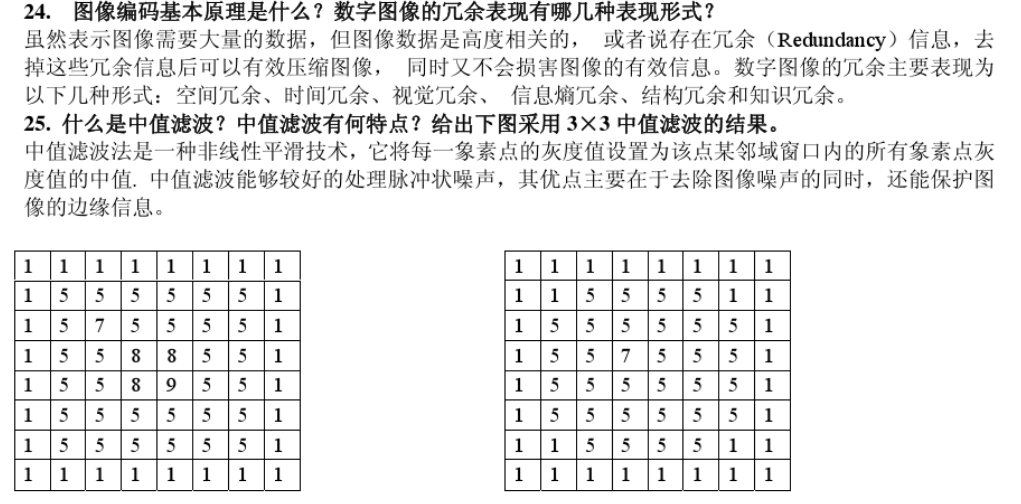 24. 图像编码基本原理是什么？数字图像的冗余表现有哪几种表现形式？
虽然表示图像需要大量的数据，但图像数据是高度相关的， 或者说存在冗余（Redundancy）信息，去
掉这些冗余信息后可以有效压缩图像， 同时又不会损害图像的有效信息。数字图像的冗余主要表现为
以下几种形式：空间冗余、时间冗余、视觉冗余、 信息熵冗余、结构冗余和知识冗余。
25. 什么是中值滤波？中值滤波有何特点？给出下图采用 3×3 中值滤波的结果。
中值滤波法是一种非线性平滑技术，它将每一象素点的灰度值设置为该点某邻域窗口内的所有象素点灰
度值的中值. 中值滤波能够较好的处理脉冲状噪声，其优点主要在于去除图像噪声的同时，还能保护图
像的边缘信息。
1 1 1 1 1 1 1 1
1 5 5 5 5 5 5 1
1 5 7 5 5 5 5 1
1 5 5 8 8 5 5 1
1 5 5 8 9 5 5 1
1 5 5 5 5 5 5 1
1 5 5 5 5 5 5 1
1 1 1 1 1 1 1 1
1 1 1 1 1 1 1 1
1 1 5 5 5 5 1 1
1 5 5 5 5 5 5 1
1 5 5 7 5 5 5 1
1 5 5 5 5 5 5 1
1 5 5 5 5 5 5 1
1 1 5 5 5 5 1 1
1 1 1 1 1 1 1 1